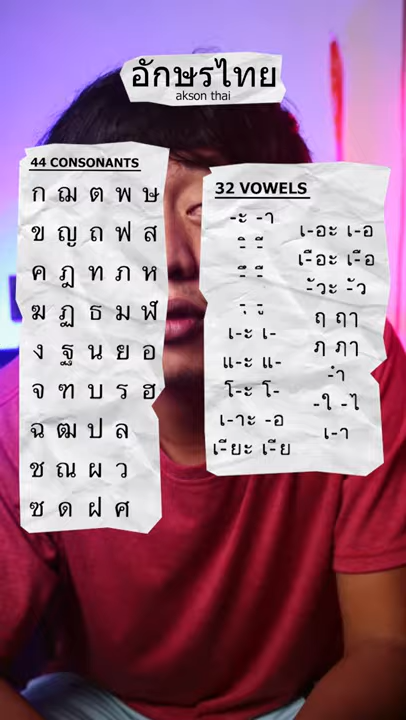 อักษรไทย
akson thai
44 CONSONANTS
ก ฌ ต พ ษ
ข ญ ถ ฟ ส
ค ฎ ท ภ ห
ฆ ฏ ธ ม ฬ
ง ฐ น ย อ
จ ฑ บ ร ฮ
ฉ ฒ ป ล
ช ณ ผ ว
ซ ด ฝ ศ
32 VOWELS
-ะ -า
-ิ -ี
-ึ -ื
-ุ -ู
เ-ะ เ-
แ-ะ แ-
โ-ะ โ-
เ-าะ -อ
เ-ียะ เ-ีย
เ-อะ เ-อ
เ-ือะ เ-ือ
-ัวะ -ัว
ฤ ฤา
ฦ ฦา
-ำ
-ใ -ไ
เ-า